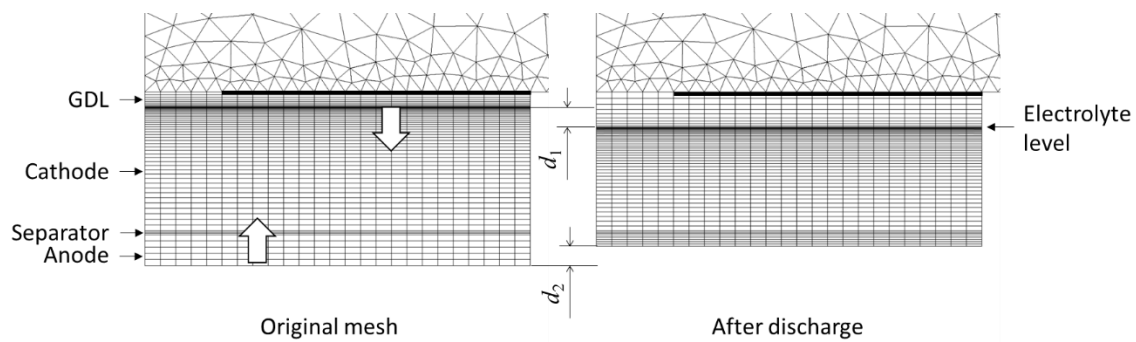 GDL
Cathode
Separator
Anode
d1
d2
Electrolyte
level
Original mesh
After discharge